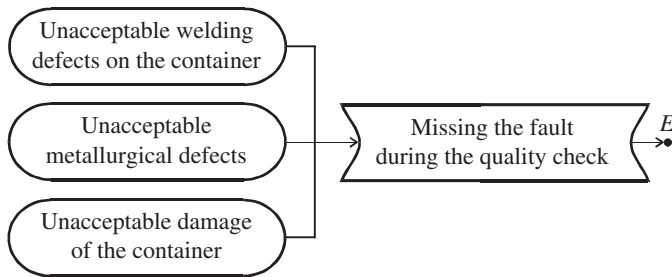 Unacceptable welding
defects on the container
Unacceptable
metallurgical defects
Unacceptable damage
of the container
Missing the fault
during the quality check
E